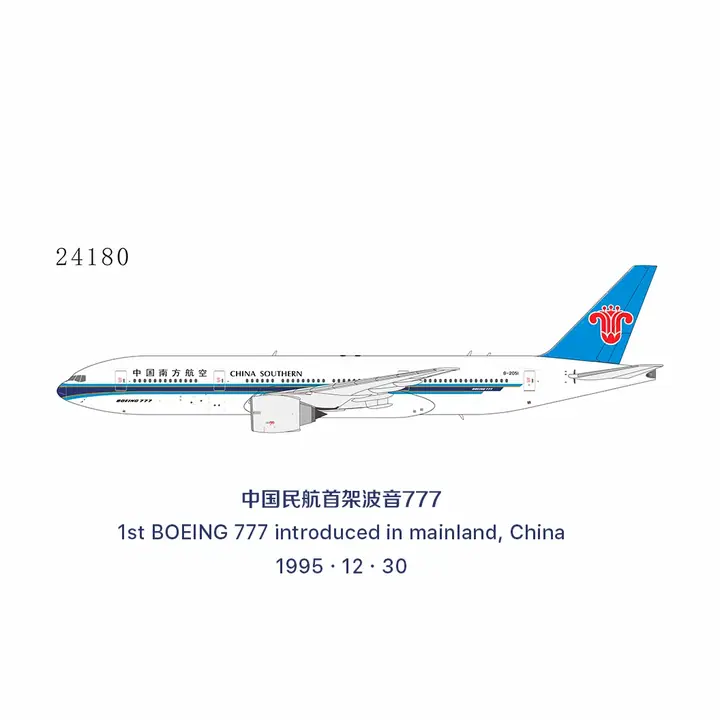 24180
中国南方航空 CHINA SOUTHERN
B-2051
BOEING 777
中国民航首架波音777
1st BOEING 777 introduced in mainland, China
1995 · 12 · 30